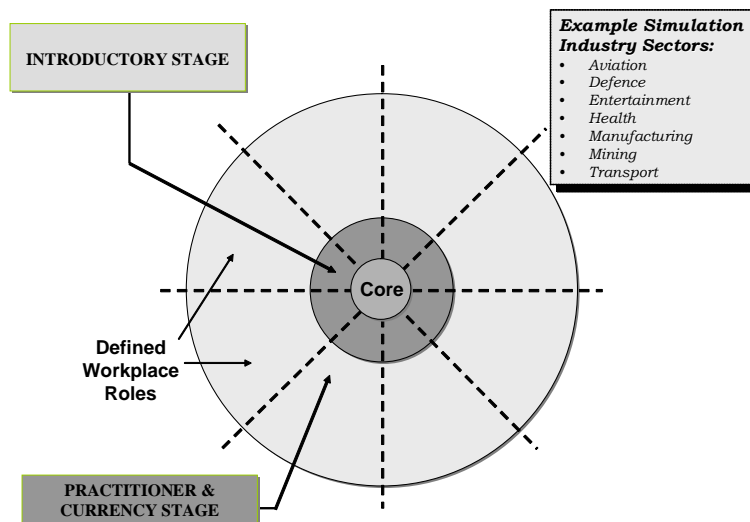 INTRODUCTORY STAGE
Example Simulation
Industry Sectors:
• Aviation
• Defence
• Entertainment
• Health
• Manufacturing
• Mining
• Transport
Core
Defined
Workplace
Roles
PRACTITIONER &
CURRENCY STAGE